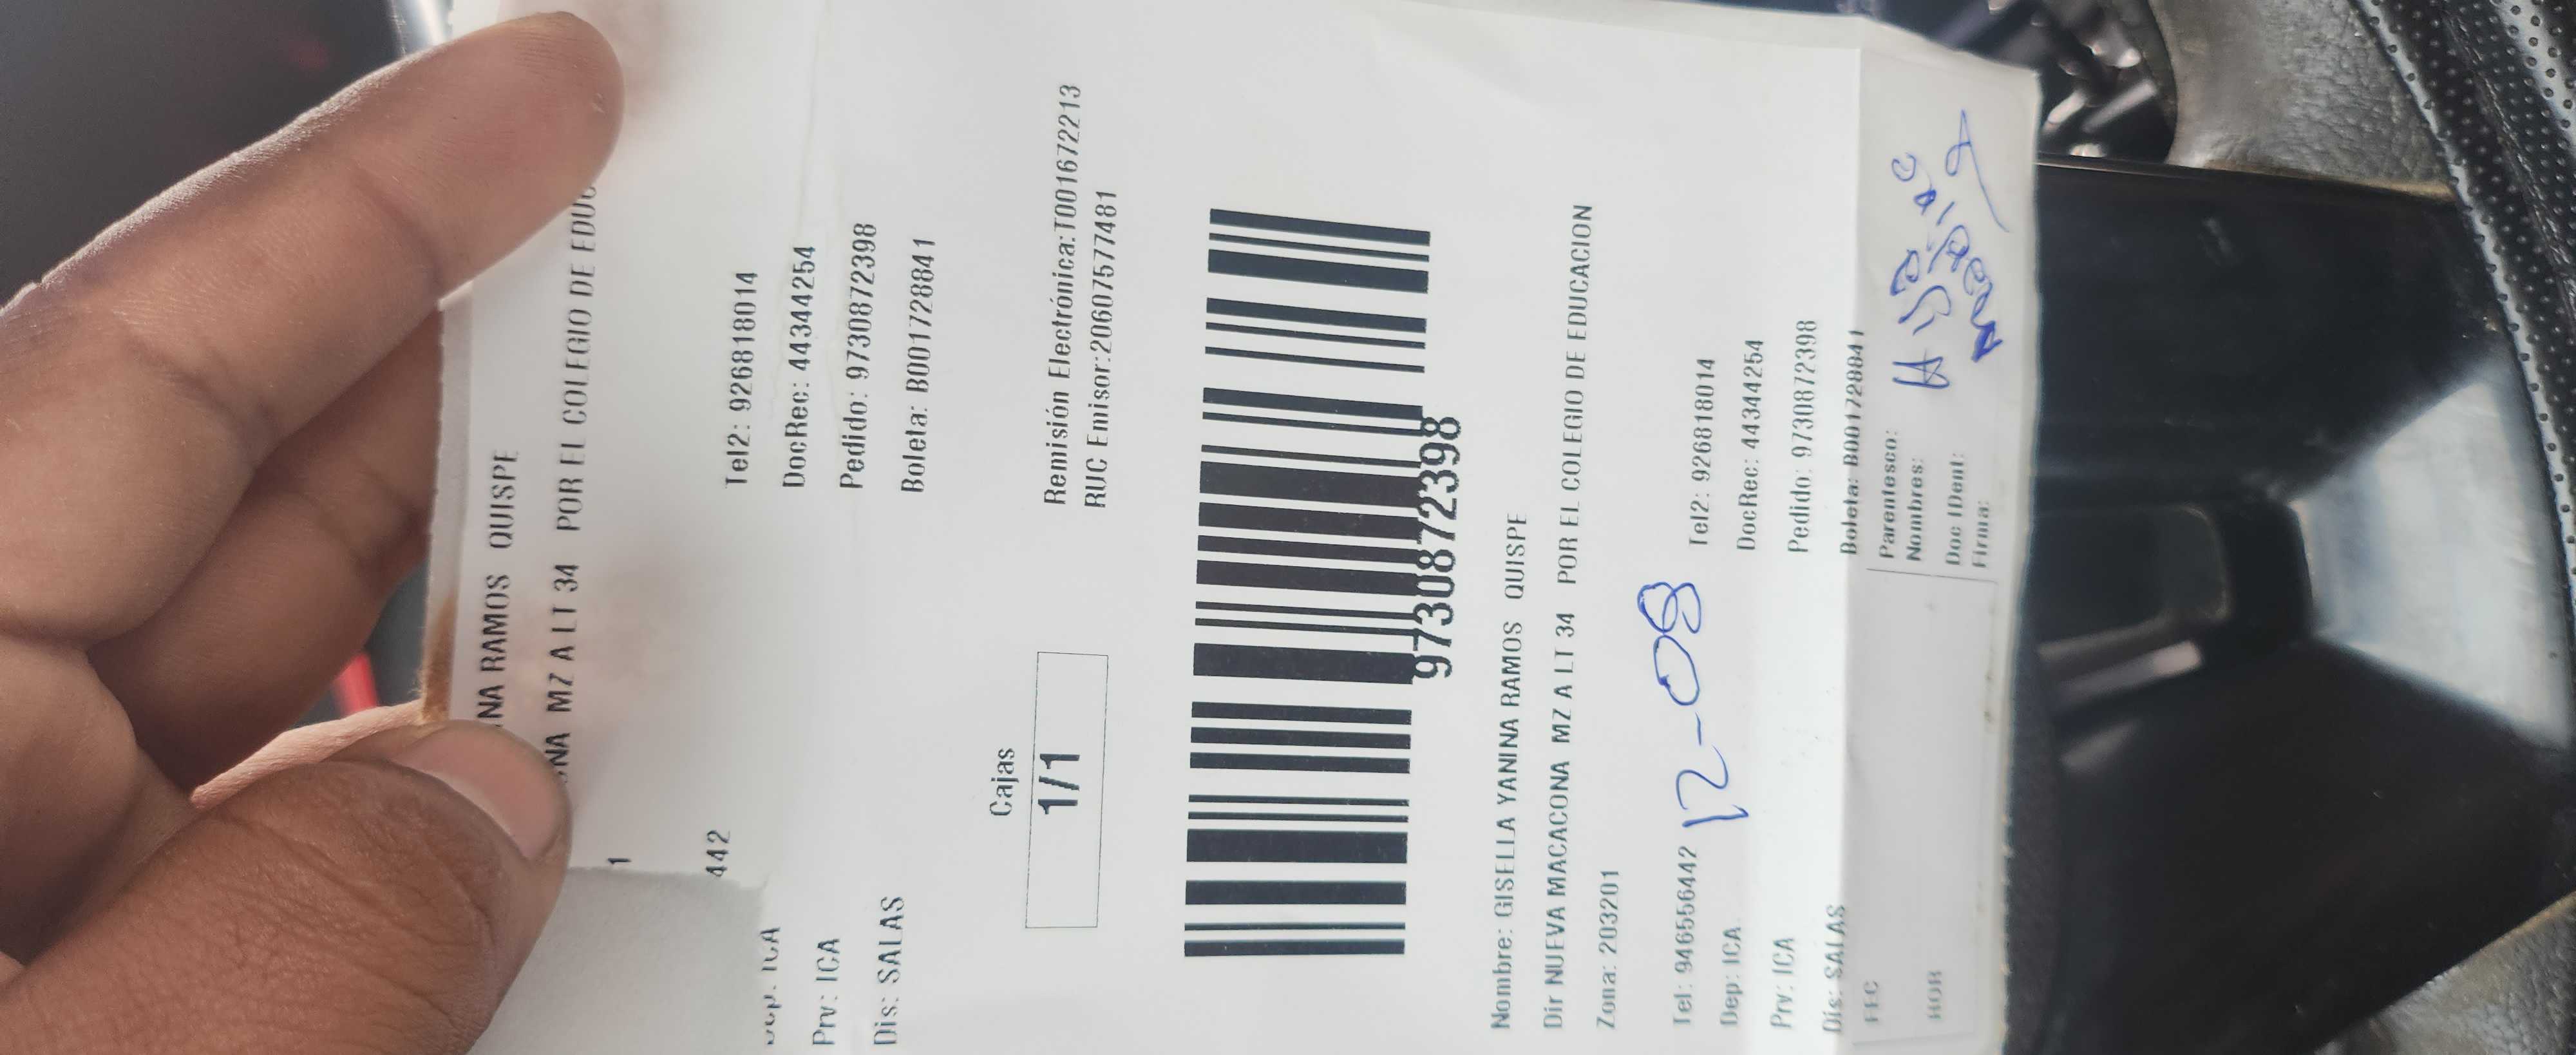 NA RAMOS QUISPE
NA MZ A LT 34 POR EL COLEGIO DE EDUC
1
442
Tel2: 926818014
Dep: ICA
DocRec: 44344254
Prv: ICA
Pedido: 9730872398
Dis: SALAS
Boleta: B001728841
Cajas
1/1
Remisión Electrónica:T001672213
RUC Emisor:20607577481
9730872398
Nombre: GISELLA YANINA RAMOS QUISPE
Dir NUEVA MACACONA MZ A LT 34 POR EL COLEGIO DE EDUCACION
Zona: 203201
Tel: 946556442
12-08
Tel2: 926818014
Dep: ICA
DocRec: 44344254
Prv: ICA
Pedido: 9730872398
Dis: SALAS
Boleta: B001728841
FEC
HOR
Parentesco:
Nombres:
Doc IDent:
Firma: